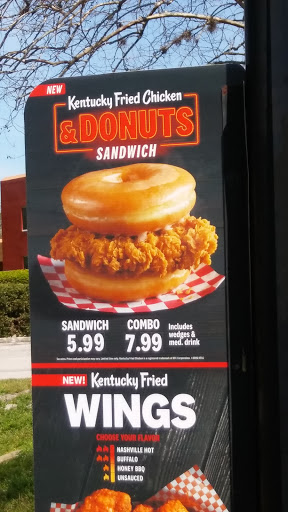 NEW
Kentucky Fried Chicken
& DONUTS
SANDWICH
SANDWICH
5.99
COMBO
7.99
Includes
wedges &
med. drink
NEW! Kentucky Fried
WINGS
CHOOSE YOUR FLAVOR
NASHVILLE HOT
BUFFALO
HONEY BBQ
UNSAUCED